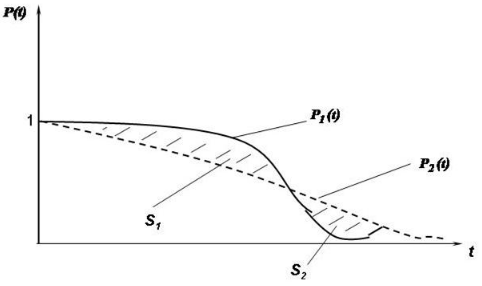 P(t)
1
P1(t)
P2(t)
S1
S2
t